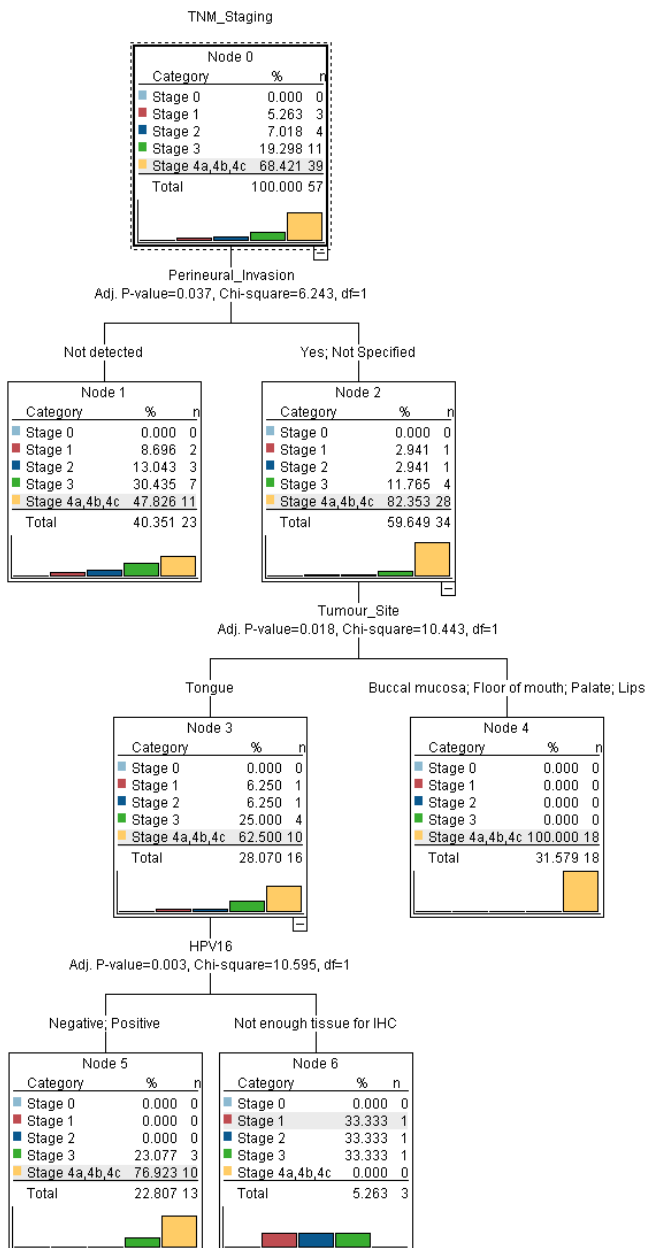 TNM_Staging
Node 0
Category % n
Stage 0 0.000 0
Stage 1 5.263 3
Stage 2 7.018 4
Stage 3 19.298 11
Stage 4a,4b,4c 68.421 39
Total 100.000 57
Perineural_Invasion
Adj. P-value=0.037, Chi-square=6.243, df=1
Not detected
Yes; Not Specified
Node 1
Category % n
Stage 0 0.000 0
Stage 1 8.696 2
Stage 2 13.043 3
Stage 3 30.435 7
Stage 4a,4b,4c 47.826 11
Total 40.351 23
Node 2
Category % n
Stage 0 0.000 0
Stage 1 2.941 1
Stage 2 2.941 1
Stage 3 11.765 4
Stage 4a,4b,4c 82.353 28
Total 59.649 34
Tumour_Site
Adj. P-value=0.018, Chi-square=10.443, df=1
Tongue
Buccal mucosa; Floor of mouth; Palate; Lips
Node 3
Category % n
Stage 0 0.000 0
Stage 1 6.250 1
Stage 2 6.250 1
Stage 3 25.000 4
Stage 4a,4b,4c 62.500 10
Total 28.070 16
Node 4
Category % n
Stage 0 0.000 0
Stage 1 0.000 0
Stage 2 0.000 0
Stage 3 0.000 0
Stage 4a,4b,4c 100.000 18
Total 31.579 18
HPV16
Adj. P-value=0.003, Chi-square=10.595, df=1
Negative; Positive
Not enough tissue for IHC
Node 5
Category % n
Stage 0 0.000 0
Stage 1 0.000 0
Stage 2 0.000 0
Stage 3 23.077 3
Stage 4a,4b,4c 76.923 10
Total 22.807 13
Node 6
Category % n
Stage 0 0.000 0
Stage 1 33.333 1
Stage 2 33.333 1
Stage 3 33.333 1
Stage 4a,4b,4c 0.000 0
Total 5.263 3